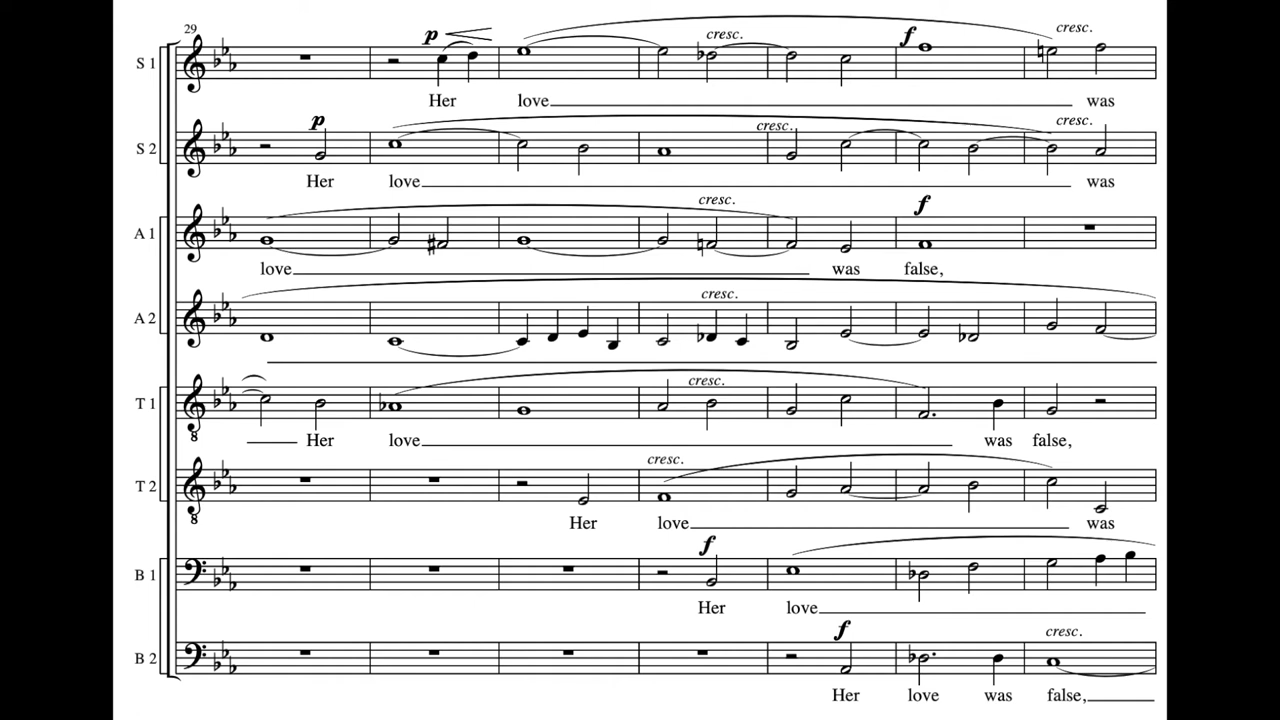 29
p cresc. f cresc.
S 1
Her love was
p cresc. cresc.
S 2
Her love was
cresc. f
A 1
love was false,
cresc.
A 2
cresc.
T 1
8
Her love was false,
cresc.
T 2
8
Her love was
f
B 1
Her love
f cresc.
B 2
Her love was false,